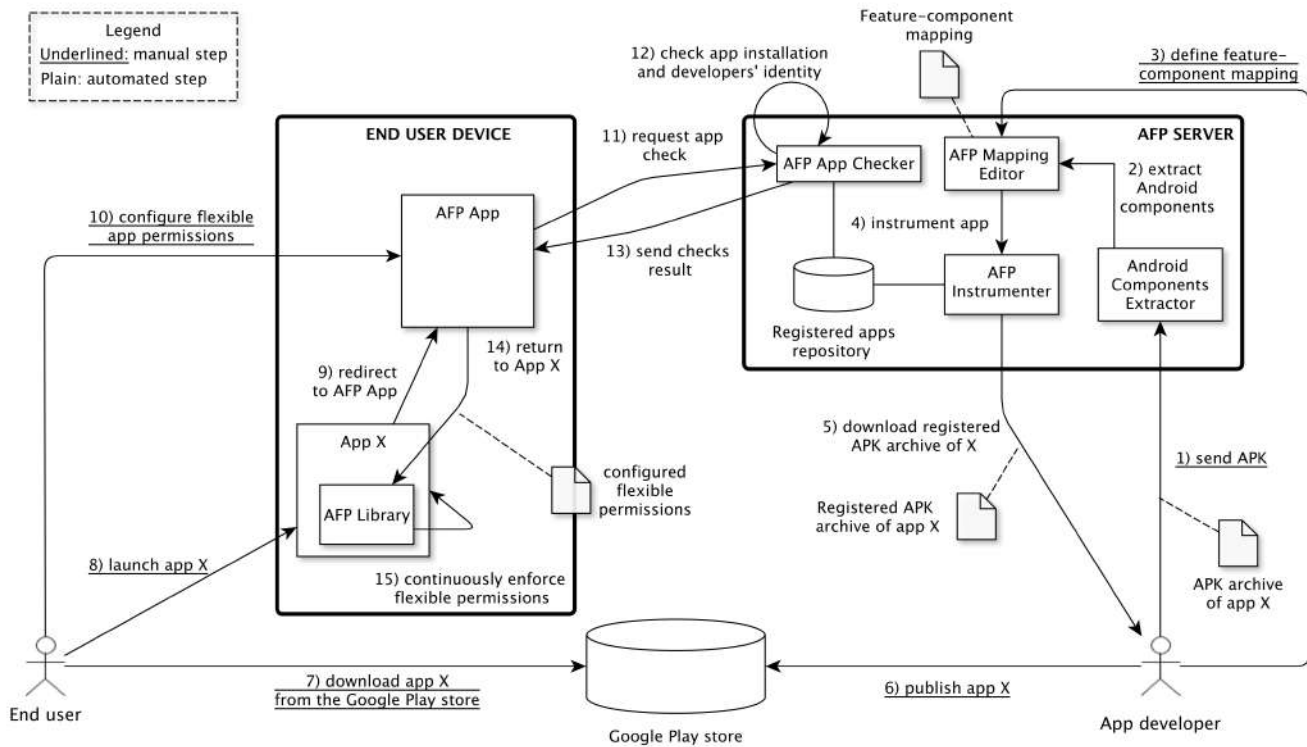 Legend
Underlined: manual step
Plain: automated step
Feature-component
mapping
12) check app installation
and developers' identity
3) define feature-
component mapping
END USER DEVICE
AFP SERVER
11) request app
check
AFP App Checker
AFP Mapping
Editor
2) extract
Android
components
10) configure flexible
app permissions
AFP App
4) instrument app
13) send checks
result
AFP
Instrumenter
Android
Components
Extractor
Registered apps
repository
14) return
to App X
9) redirect
to AFP App
App X
AFP Library
configured
flexible
permissions
5) download registered
APK archive of X
1) send APK
Registered APK
archive of app X
8) launch app X
15) continuously enforce
flexible permissions
APK archive
of app X
7) download app X
from the Google Play store
6) publish app X
End user
Google Play store
App developer